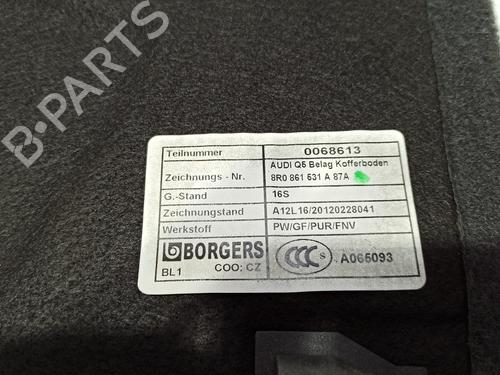 B-PARTS
Teilnummer 0068613
AUDI Q5 Belag Kofferboden
Zeichnungs - Nr. 8R0 861 531 A 87A
G.-Stand 16S
Zeichnungstand A12L16/20120228041
Werkstoff PW/GF/PUR/FNV
BORGERS CCC S A065093
BL1 COO: CZ